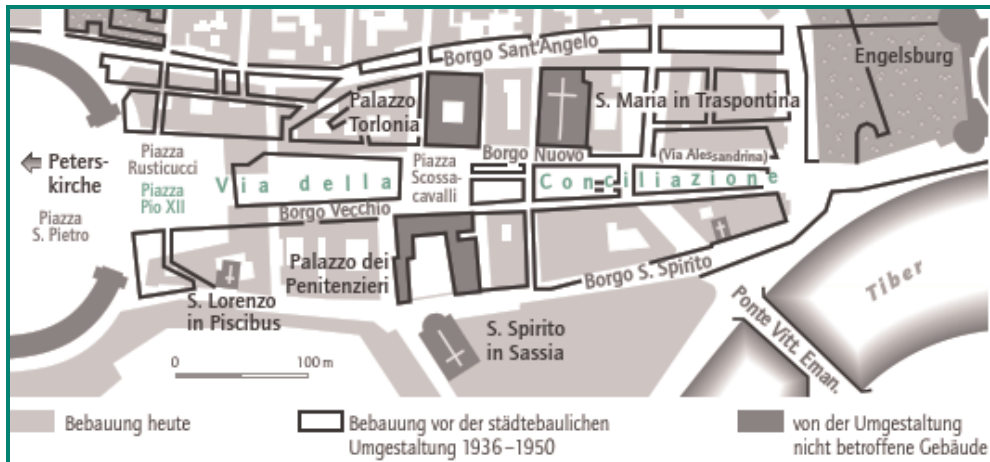 Borgo Sant'Angelo
Engelsburg
Palazzo
Torlonia
S. Maria in Traspontina
Peters-
kirche
Piazza
Rusticucci
Piazza
Pio XII
Piazza
S. Pietro
Via della
Piazza
Scossa-
cavalli
Borgo Nuovo
(Via Alessandrina)
Conciliazione
Borgo Vecchio
Palazzo dei
Penitenzieri
S. Lorenzo
in Piscibus
Borgo S. Spirito
S. Spirito
in Sassia
Tiber
Ponte Vitt. Eman.
0 100 m
Bebauung heute
Bebauung vor der städtebaulichen
Umgestaltung 1936–1950
von der Umgestaltung
nicht betroffene Gebäude